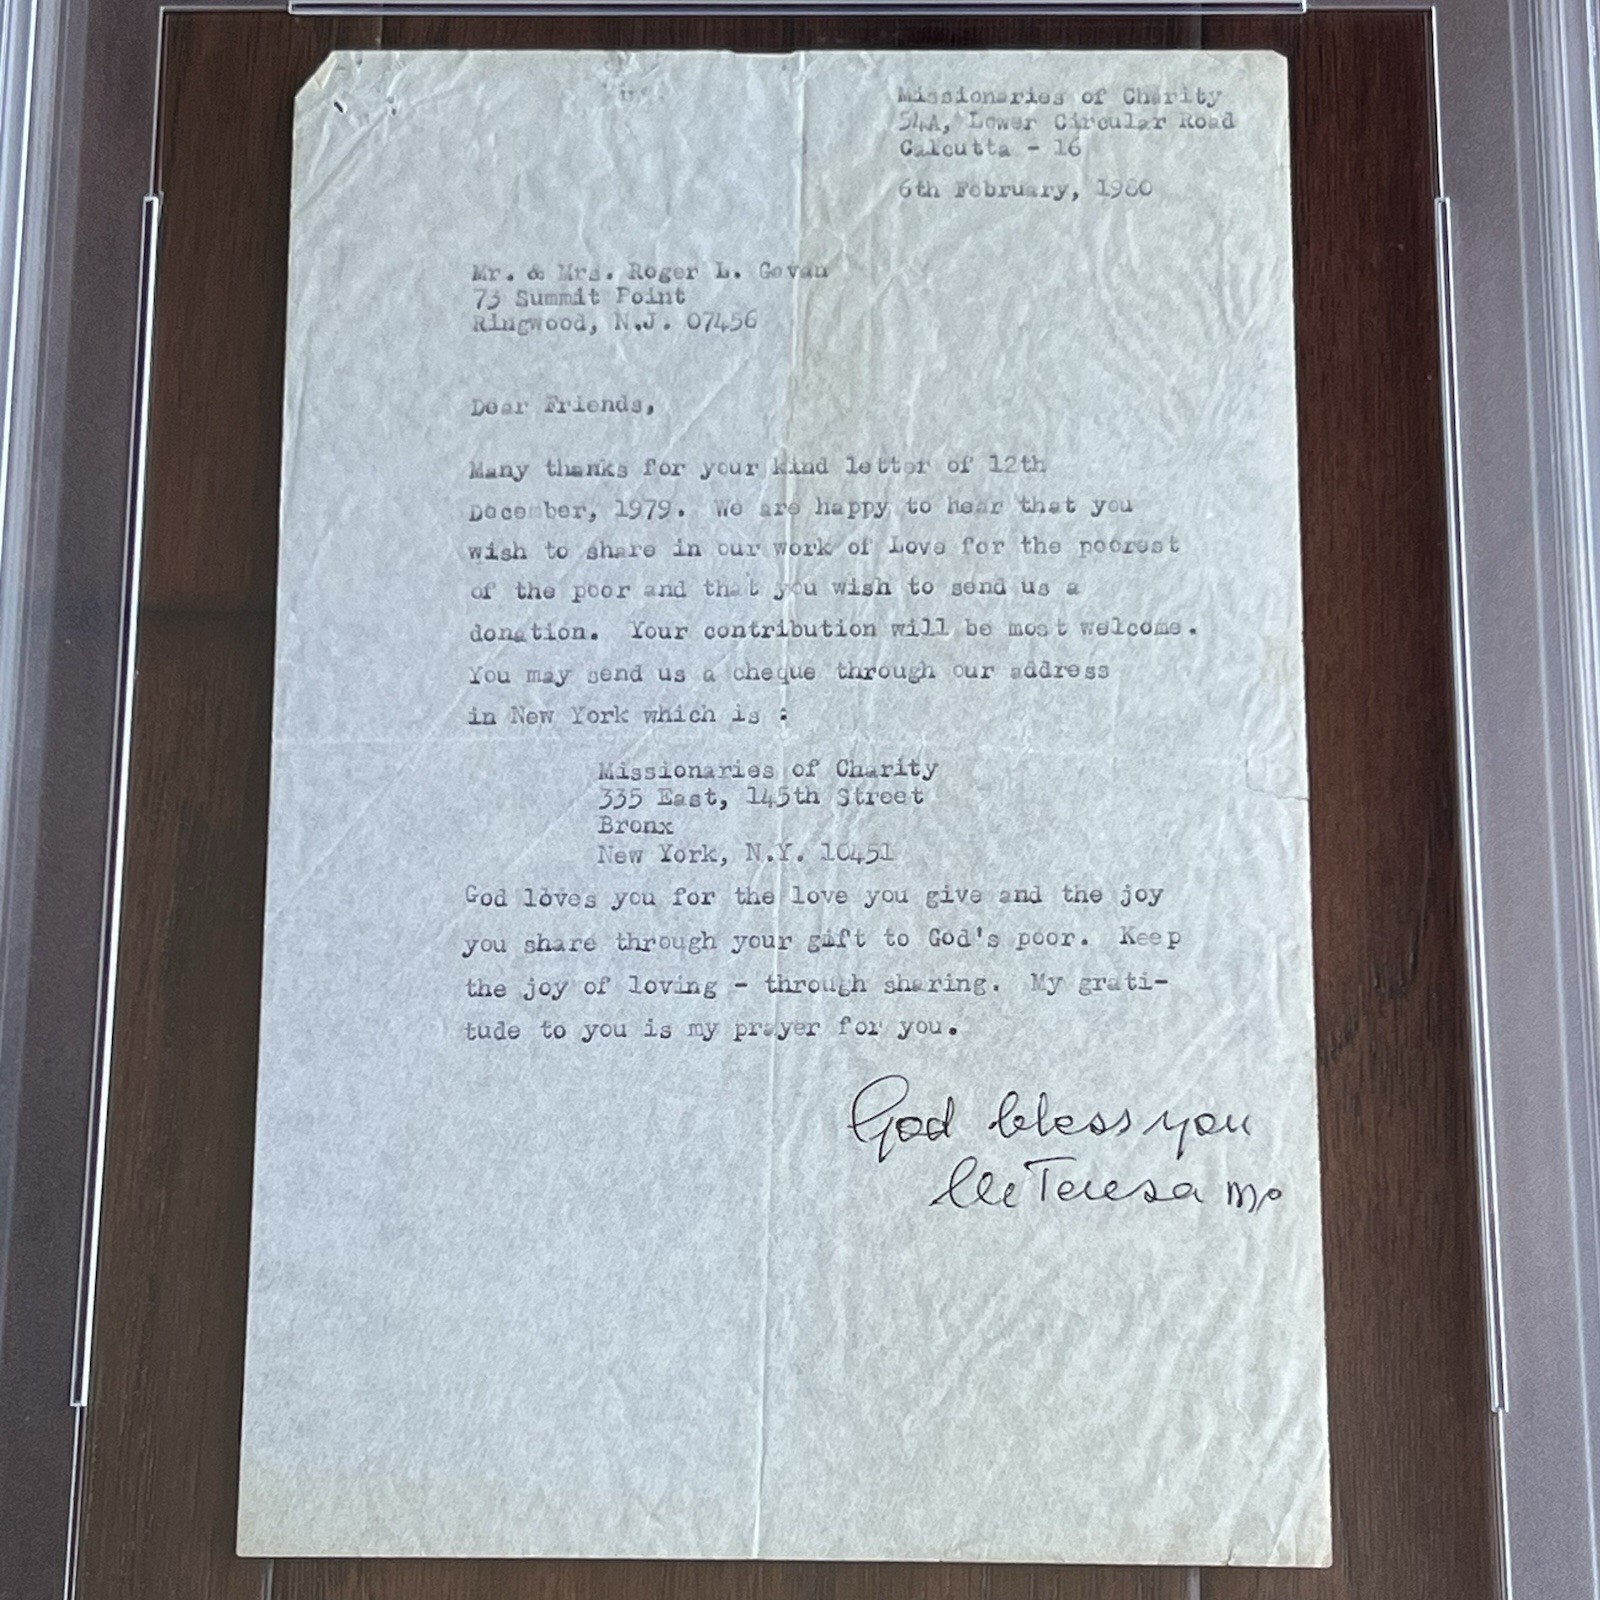 Missionaries of Charity
54A, Lower Circular Road
Calcutta - 16
6th February, 1980
Mr. & Mrs. Roger L. Govan
73 Summit Point
Ringwood, N.J. 07456
Dear Friends,
Many thanks for your kind letter of 12th
December, 1979. We are happy to hear that you
wish to share in our work of Love for the poorest
of the poor and that you wish to send us a
donation. Your contribution will be most welcome.
You may send us a cheque through our address
in New York which is :
Missionaries of Charity
335 East, 145th Street
Bronx
New York, N.Y. 10451
God loves you for the love you give and the joy
you share through your gift to God's poor. Keep
the joy of loving - through sharing. My grati-
tude to you is my prayer for you.
God bless you
M Teresa mc